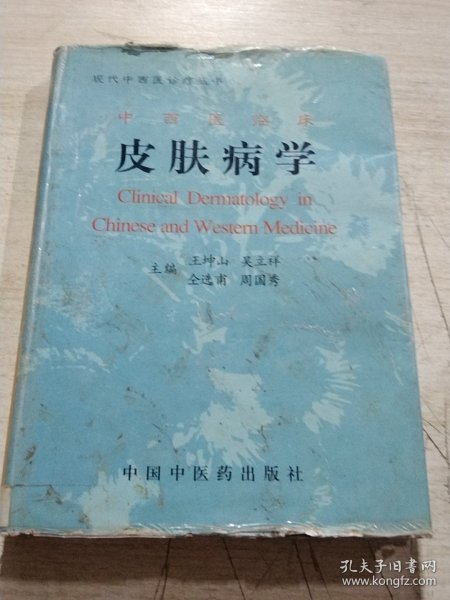 现代中西医诊疗丛书
中西医临床
皮肤病学
Clinical Dermatology in
Chinese and Western Medicine
主编 王坤山 吴立祥
仝选甫 周国秀
中国中医药出版社
孔夫子旧书网
www.kongfz.com